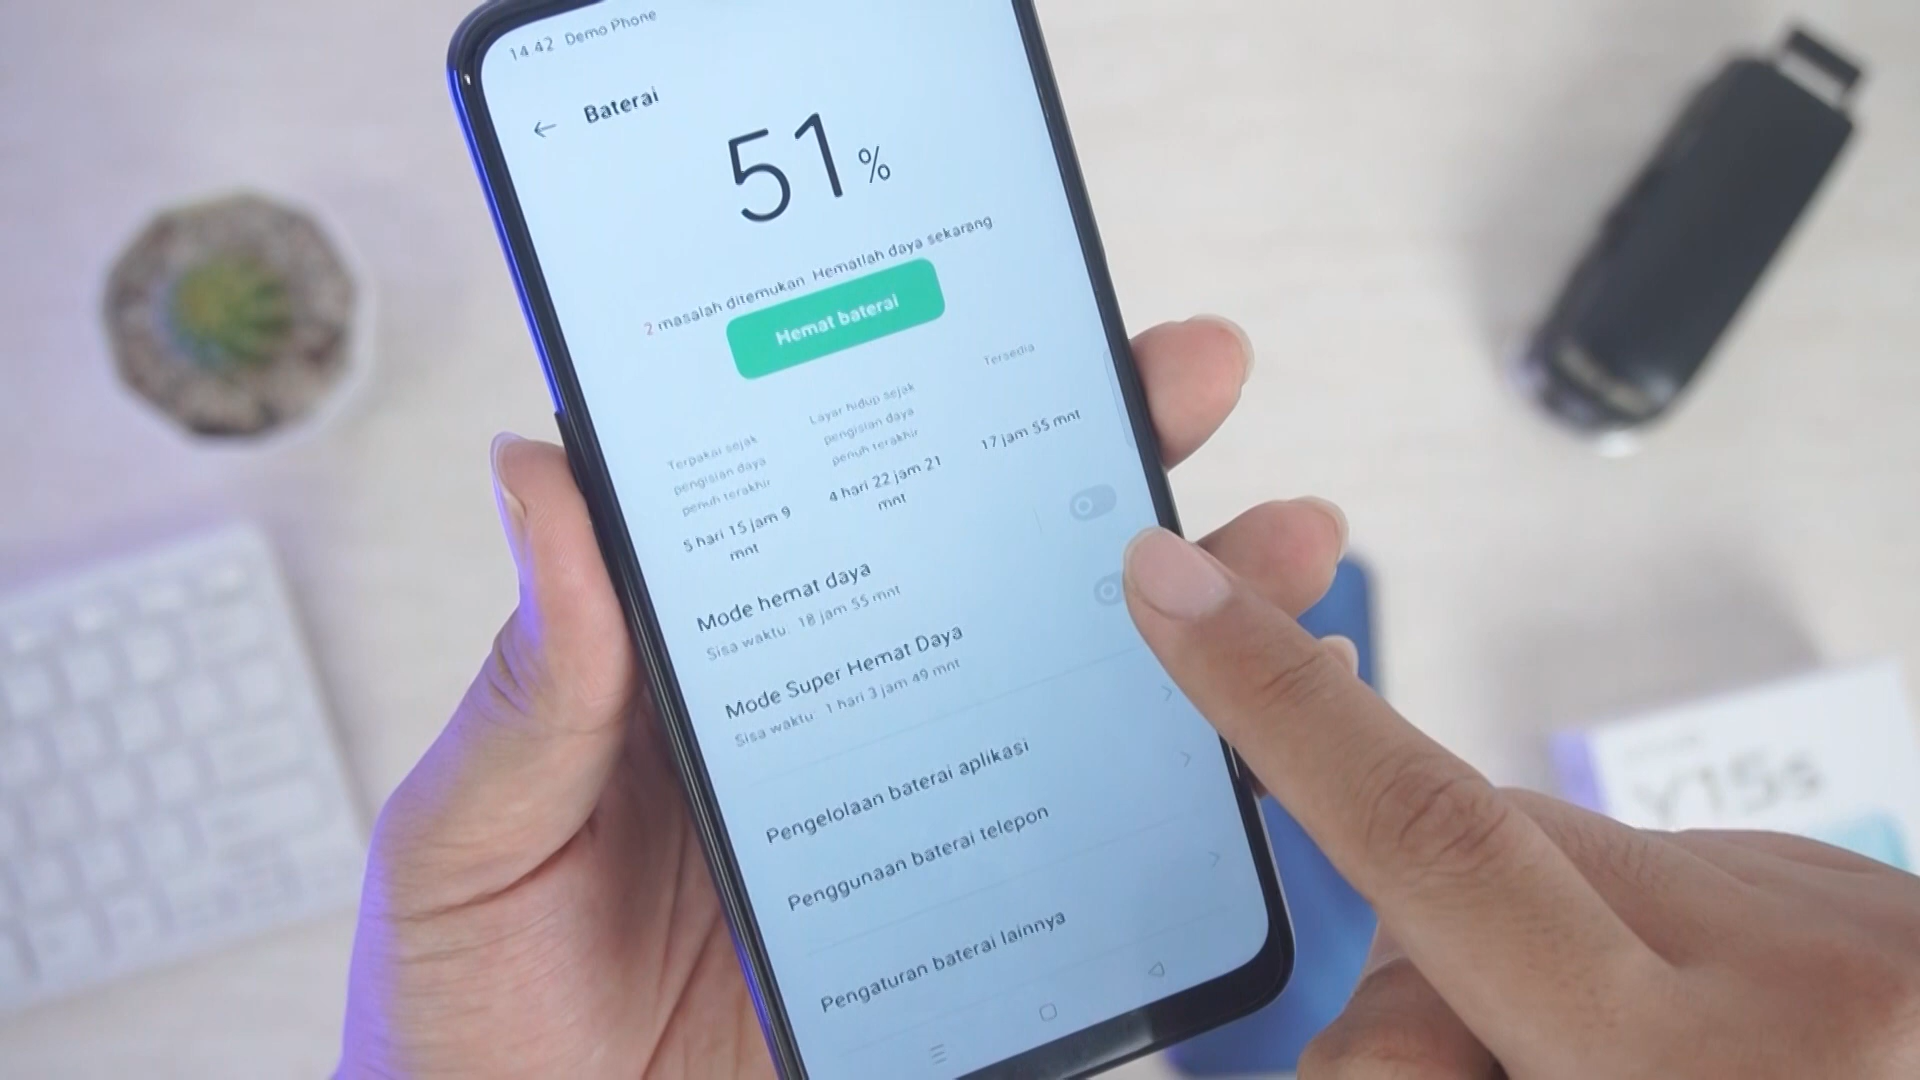 14.42 Demo Phone
Baterai
51%
2 masalah ditemukan Hematlah daya sekarang
Hemat baterai
Terpakai sejak
pengisian daya
penuh terakhir
5 hari 15 jam 9
mnt
Layar hidup sejak
pengisian daya
penuh terakhir
4 hari 22 jam 21
mnt
Tersedia
17 jam 55 mnt
Mode hemat daya
Sisa waktu: 18 jam 55 mnt
Mode Super Hemat Daya
Sisa waktu: 1 hari 3 jam 49 mnt
Pengelolaan baterai aplikasi
Penggunaan baterai telepon
Pengaturan baterai lainnya
Y15s